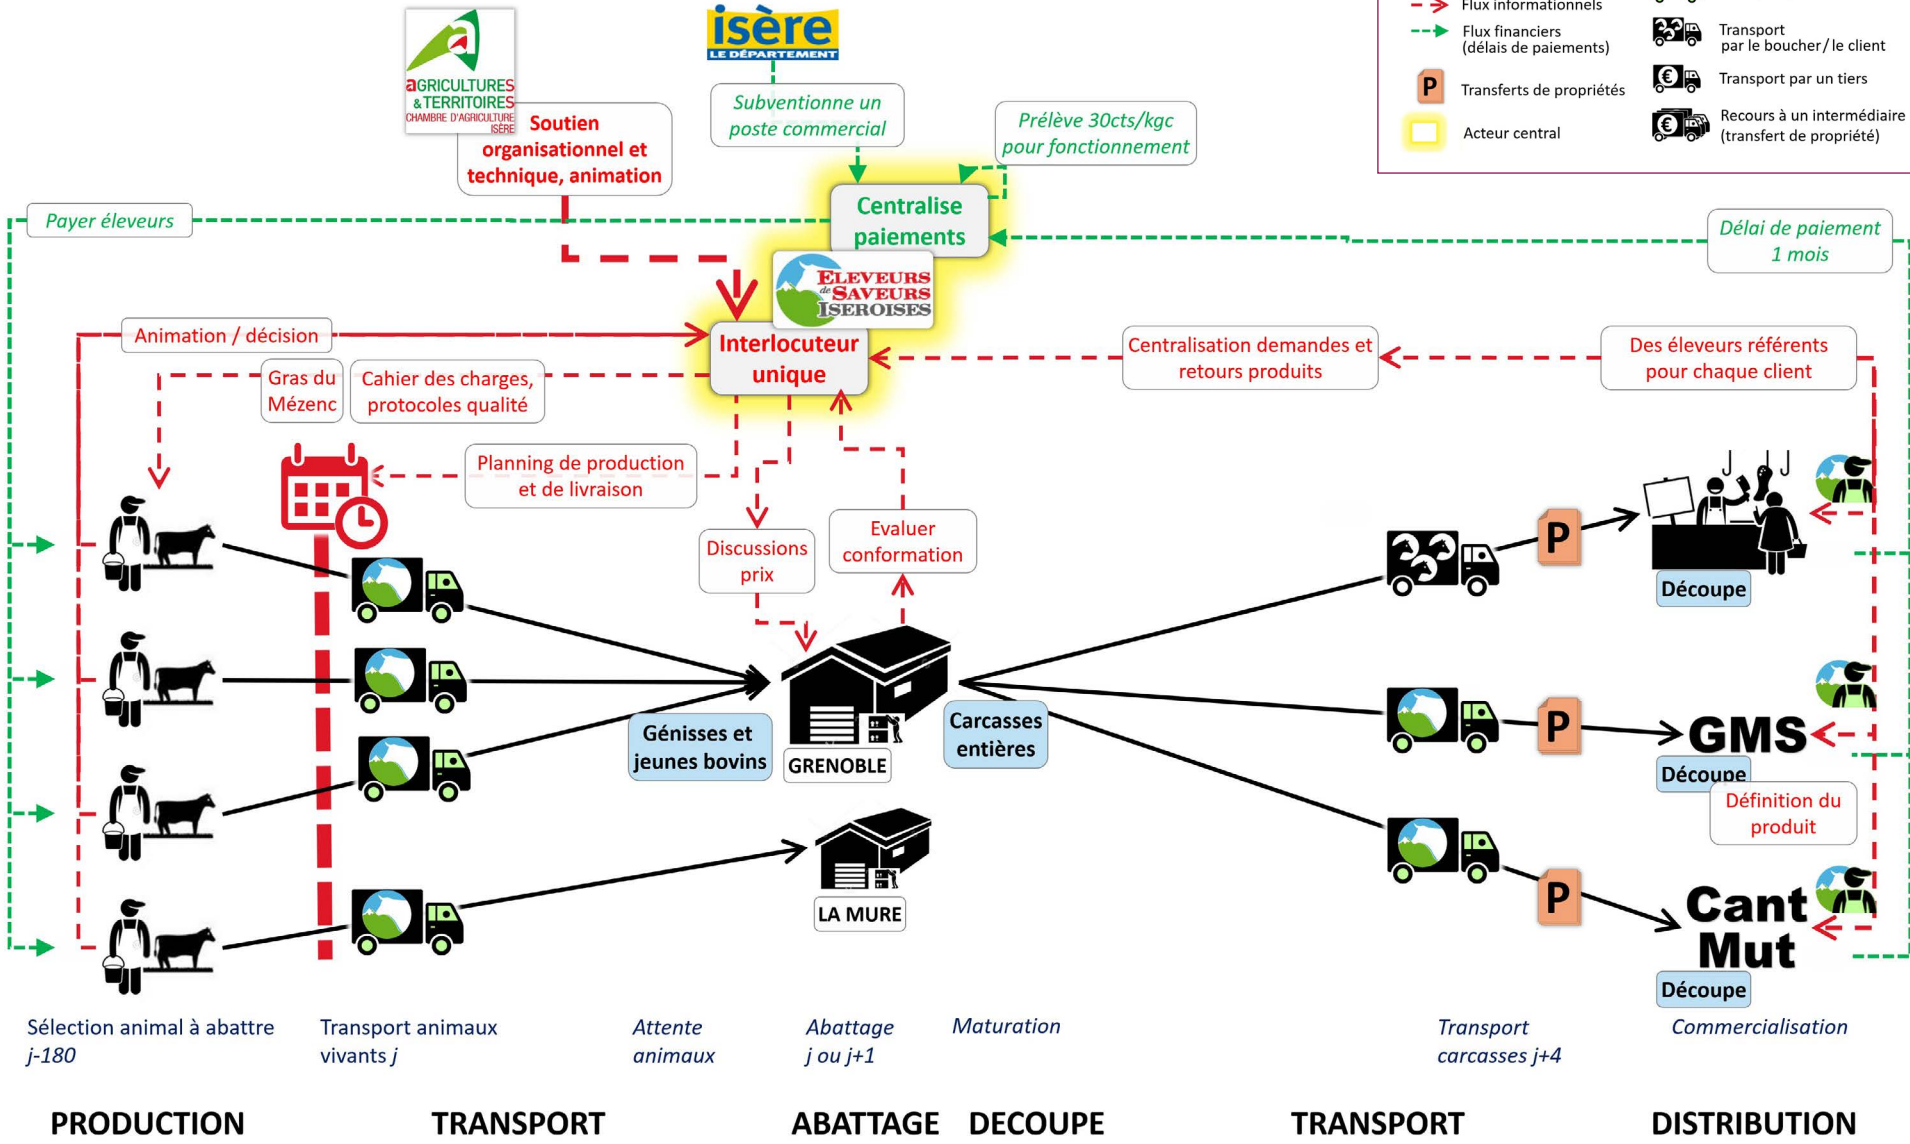 aGRICULTURES
& TERRITOIRES
CHAMBRE D'AGRICULTURE
ISÈRE
isère
LE DÉPARTEMENT
Flux informationnels
Flux financiers
(délais de paiements)
P
Transferts de propriétés
Acteur central
Transport
par le boucher/le client
€
Transport par un tiers
€
Recours à un intermédiaire
(transfert de propriété)
Soutien
organisationnel et
technique, animation
Subventionne un
poste commercial
Prélève 30cts/kgc
pour fonctionnement
Payer éleveurs
Centralise
paiements
Délai de paiement
1 mois
ELEVEURS
de SAVEURS
ISEROISES
Animation / décision
Interlocuteur
unique
Centralisation demandes et
retours produits
Des éleveurs référents
pour chaque client
Gras du
Mézenc
Cahier des charges,
protocoles qualité
Planning de production
et de livraison
Discussions
prix
Evaluer
conformation
P
Découpe
Génisses et
jeunes bovins
GRENOBLE
Carcasses
entières
P
GMS
Découpe
Définition du
produit
LA MURE
P
Cant
Mut
Découpe
Sélection animal à abattre
j-180
Transport animaux
vivants j
Attente
animaux
Abattage
j ou j+1
Maturation
Transport
carcasses j+4
Commercialisation
PRODUCTION
TRANSPORT
ABATTAGE
DECOUPE
TRANSPORT
DISTRIBUTION